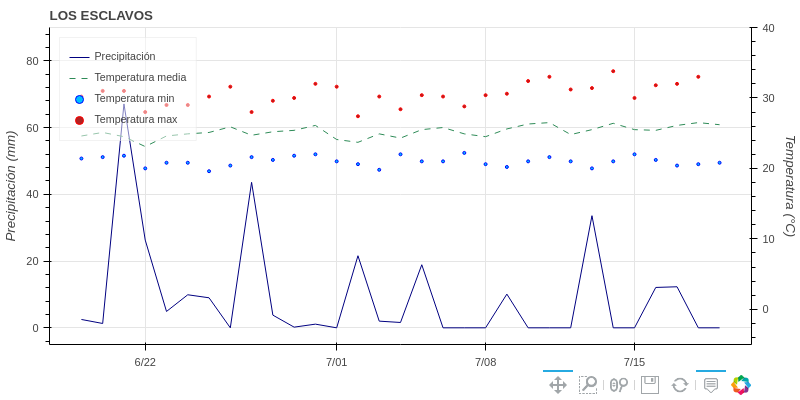 LOS ESCLAVOS
Precipitación
Temperatura media
Temperatura min
Temperatura max
Precipitación (mm)
80
60
40
20
0
Temperatura (°C)
40
30
20
10
0
6/22
7/01
7/08
7/15